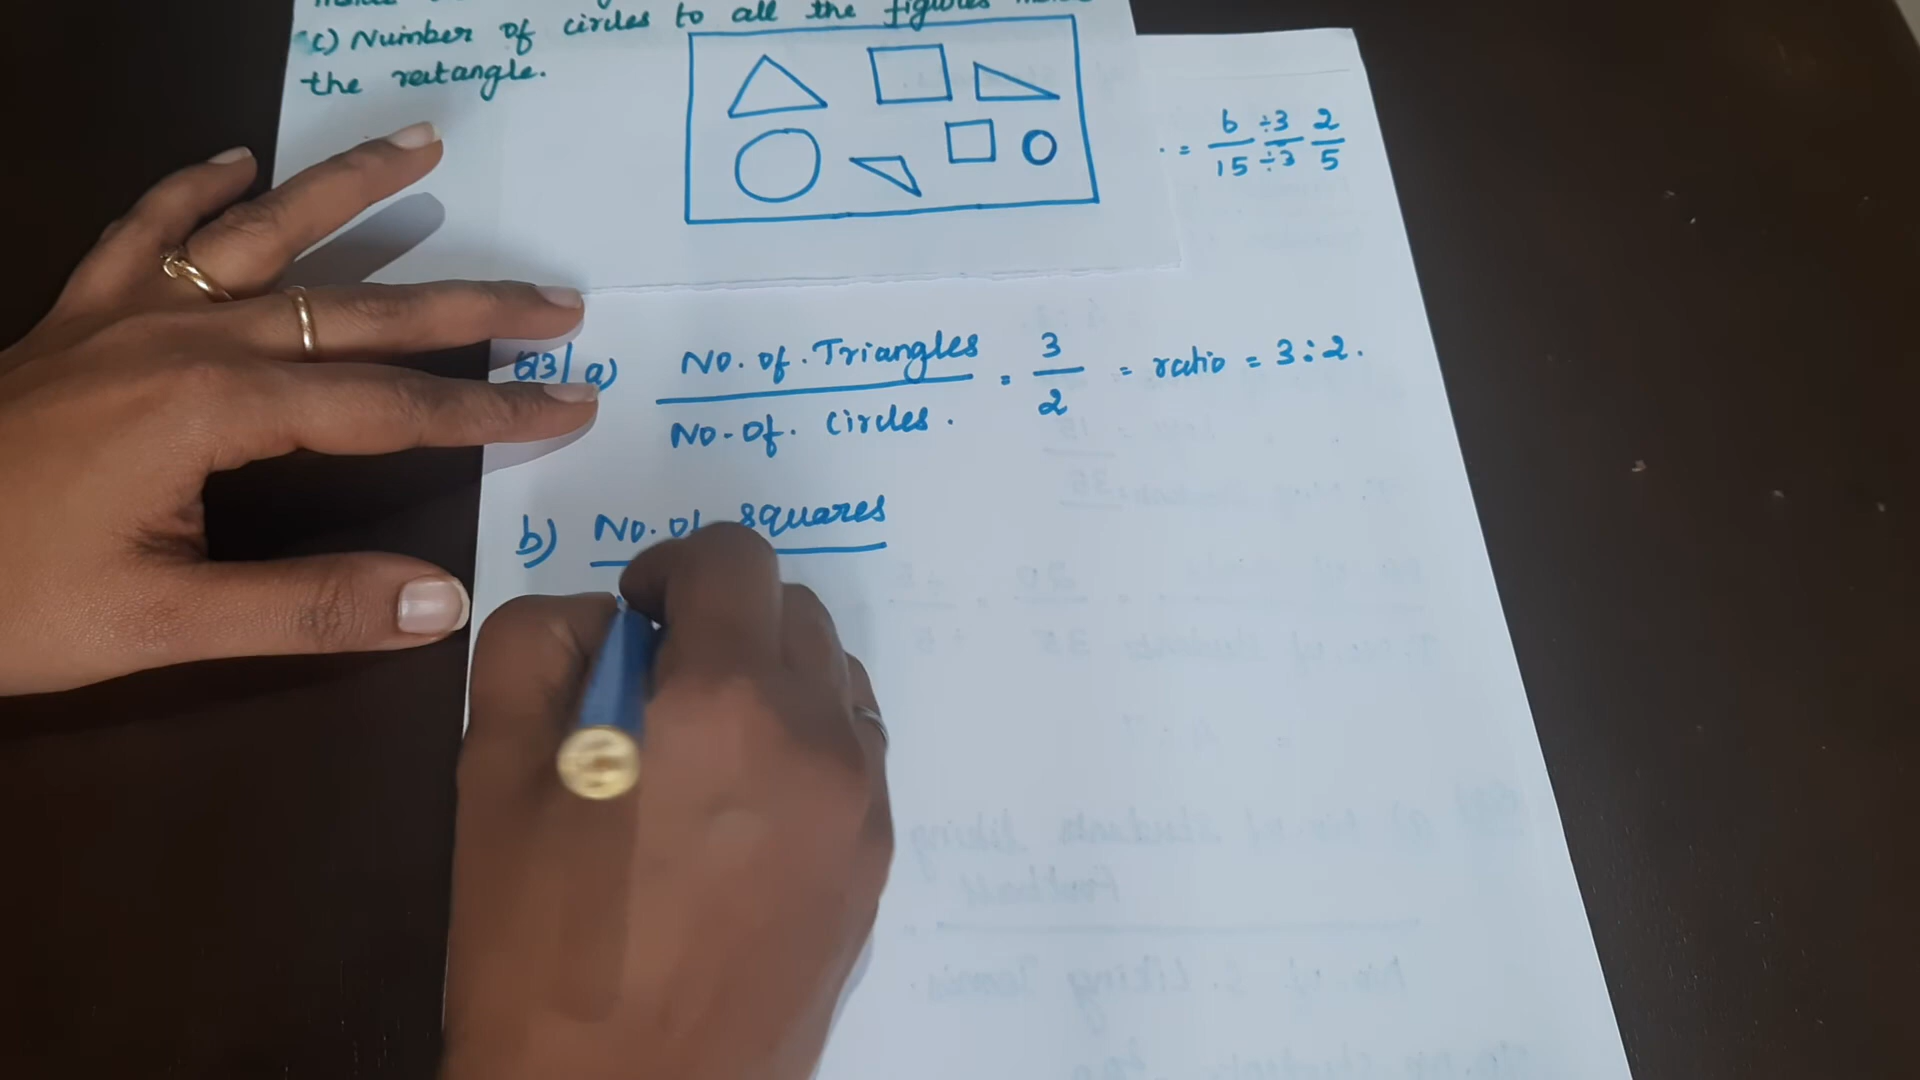 c) Number of circles to all the figures
the reatangle.
. = 6/15 ÷3/÷3 2/5
Q3/ a) No. of. Triangles / No. of. Circles. = 3/2 = ratio = 3:2.
b) No. of squares